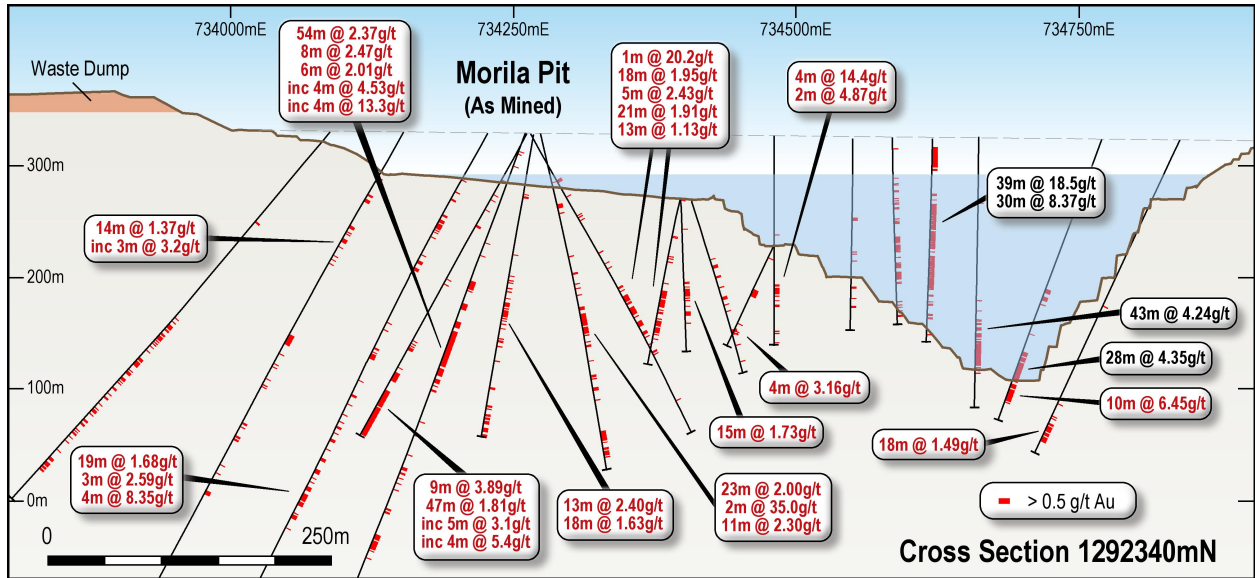 734000mE
734250mE
734500mE
734750mE
Waste Dump
54m @ 2.37g/t
8m @ 2.47g/t
6m @ 2.01g/t
inc 4m @ 4.53g/t
inc 4m @ 13.3g/t
Morila Pit
(As Mined)
1m @ 20.2g/t
18m @ 1.95g/t
5m @ 2.43g/t
21m @ 1.91g/t
13m @ 1.13g/t
4m @ 14.4g/t
2m @ 4.87g/t
300m
39m @ 18.5g/t
30m @ 8.37g/t
14m @ 1.37g/t
inc 3m @ 3.2g/t
200m
43m @ 4.24g/t
28m @ 4.35g/t
100m
4m @ 3.16g/t
10m @ 6.45g/t
15m @ 1.73g/t
18m @ 1.49g/t
19m @ 1.68g/t
3m @ 2.59g/t
4m @ 8.35g/t
9m @ 3.89g/t
47m @ 1.81g/t
inc 5m @ 3.1g/t
inc 4m @ 5.4g/t
13m @ 2.40g/t
18m @ 1.63g/t
23m @ 2.00g/t
2m @ 35.0g/t
11m @ 2.30g/t
0m
> 0.5 g/t Au
0
250m
Cross Section 1292340mN